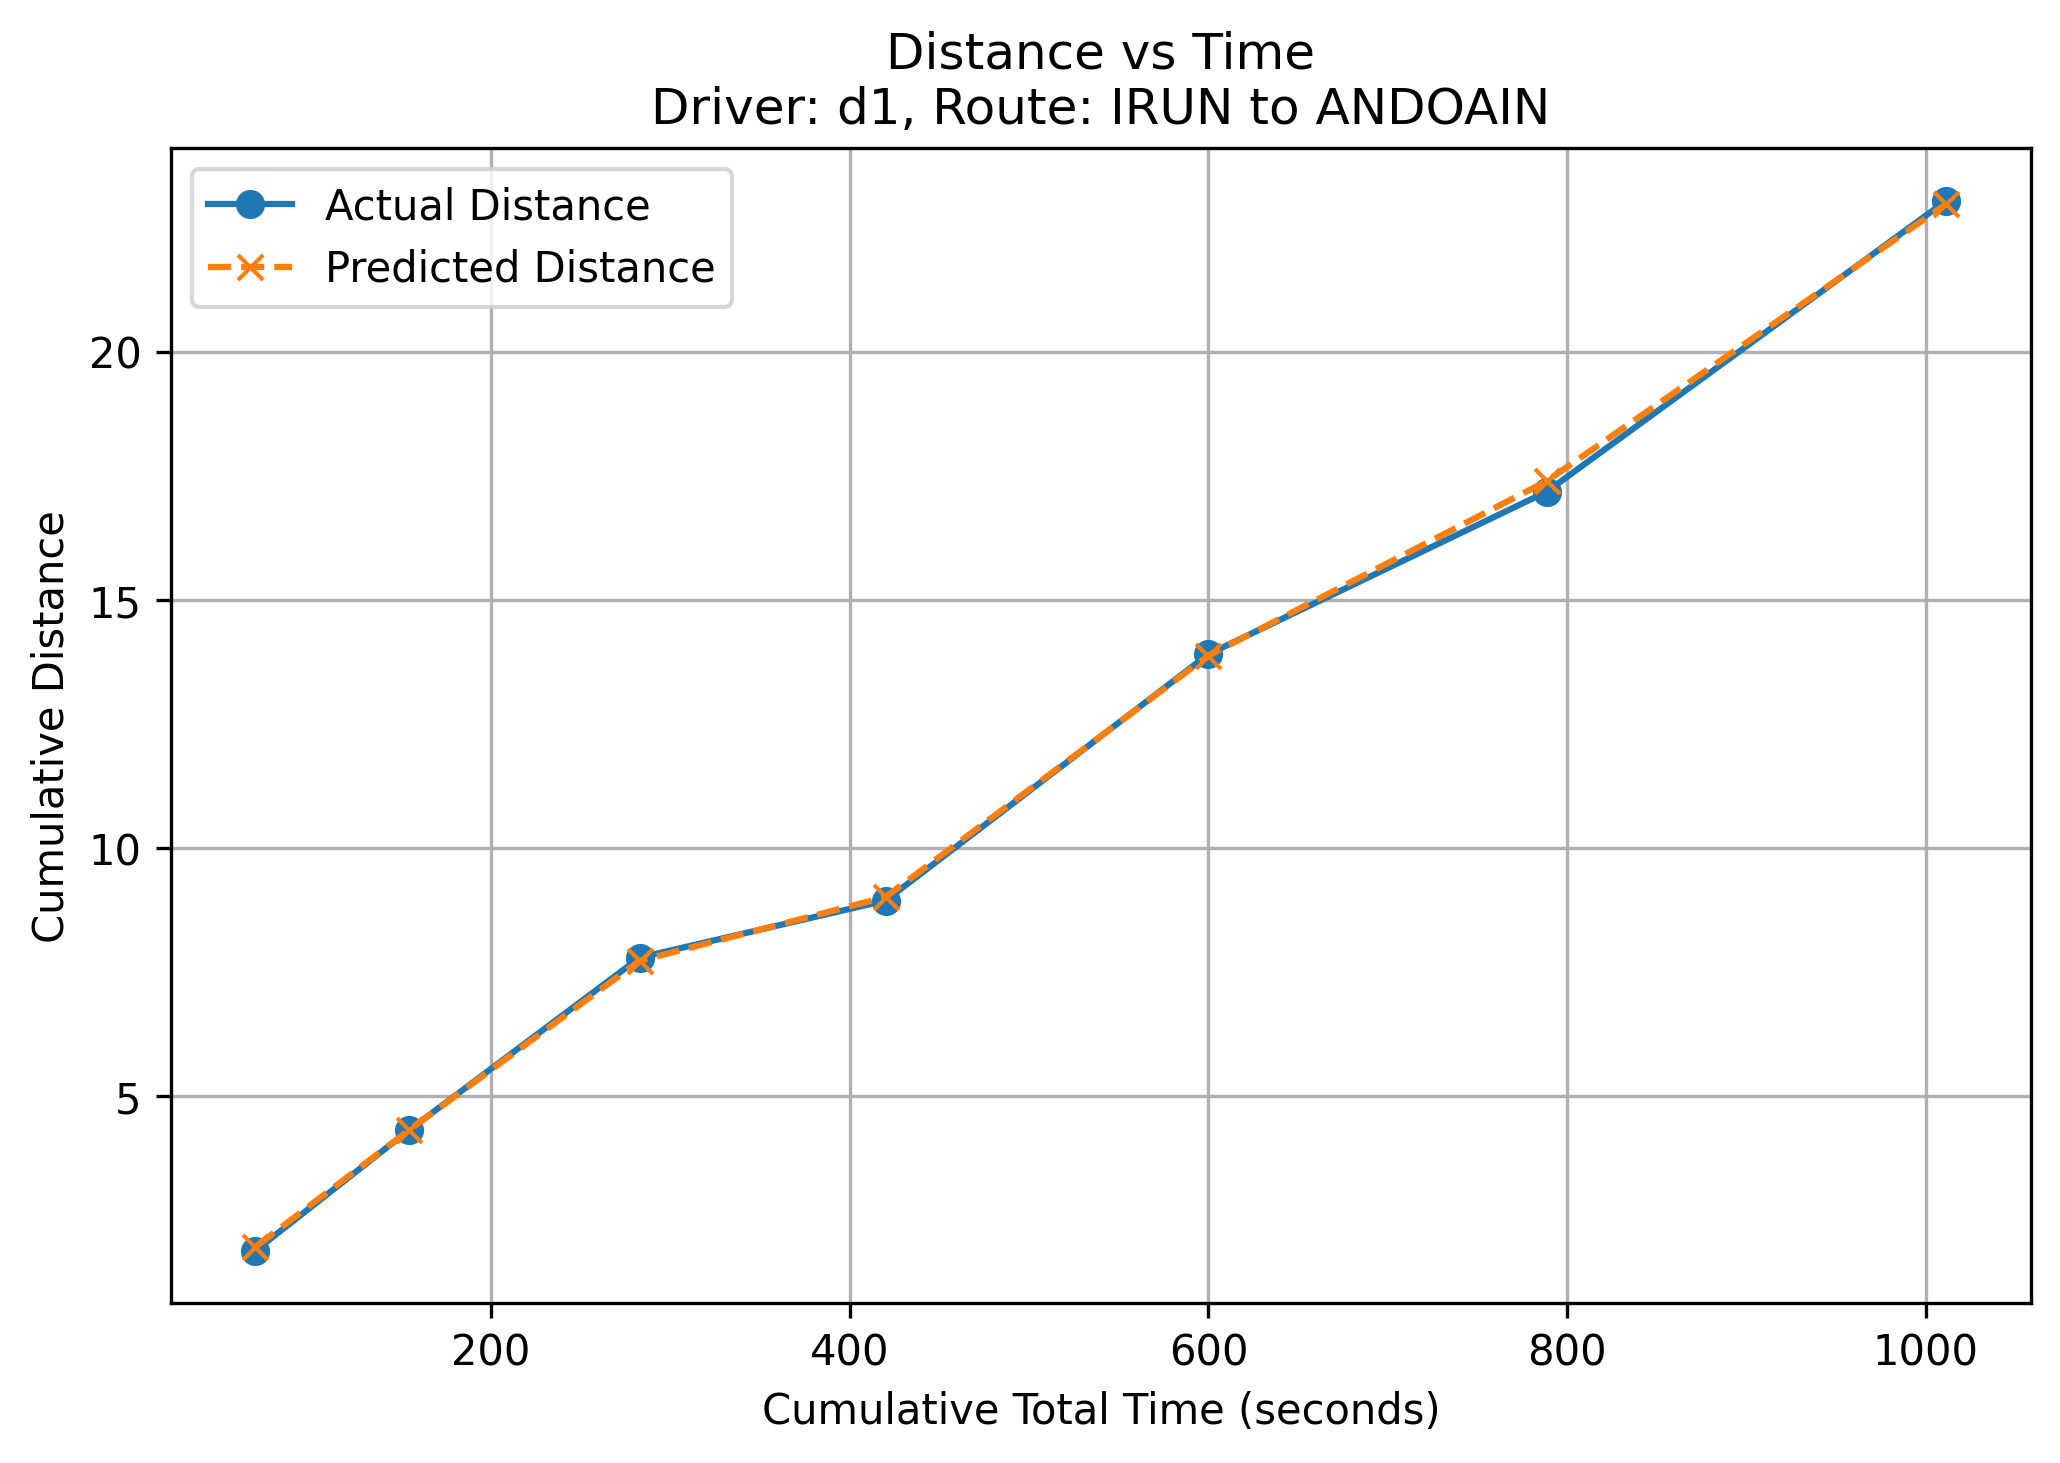 Distance vs Time
Driver: d1, Route: IRUN to ANDOAIN
Actual Distance
Predicted Distance
20
15
10
5
Cumulative Distance
200 400 600 800 1000
Cumulative Total Time (seconds)